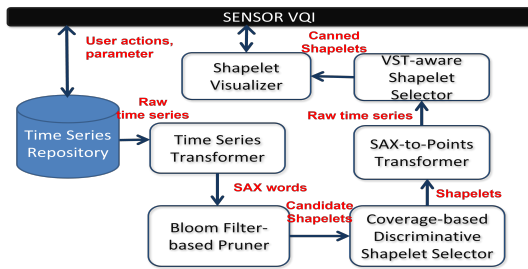 SENSOR VQI
User actions,
parameter
Canned
Shapelets
Shapelet
Visualizer
VST-aware
Shapelet
Selector
Raw
time series
Raw time series
Time Series
Repository
Time Series
Transformer
SAX-to-Points
Transformer
SAX words
Candidate
Shapelets
Shapelets
Bloom Filter-
based Pruner
Coverage-based
Discriminative
Shapelet Selector